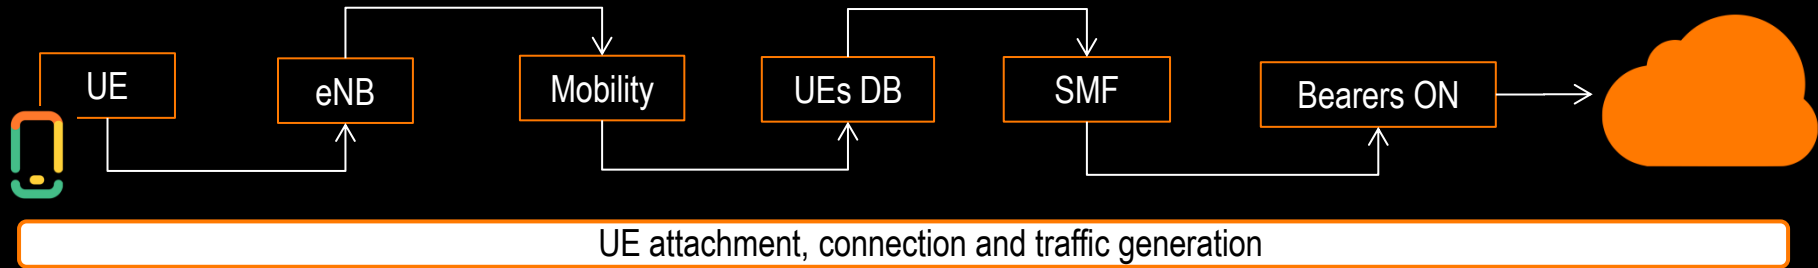 UE
eNB
Mobility
UEs DB
SMF
Bearers ON
UE attachment, connection and traffic generation